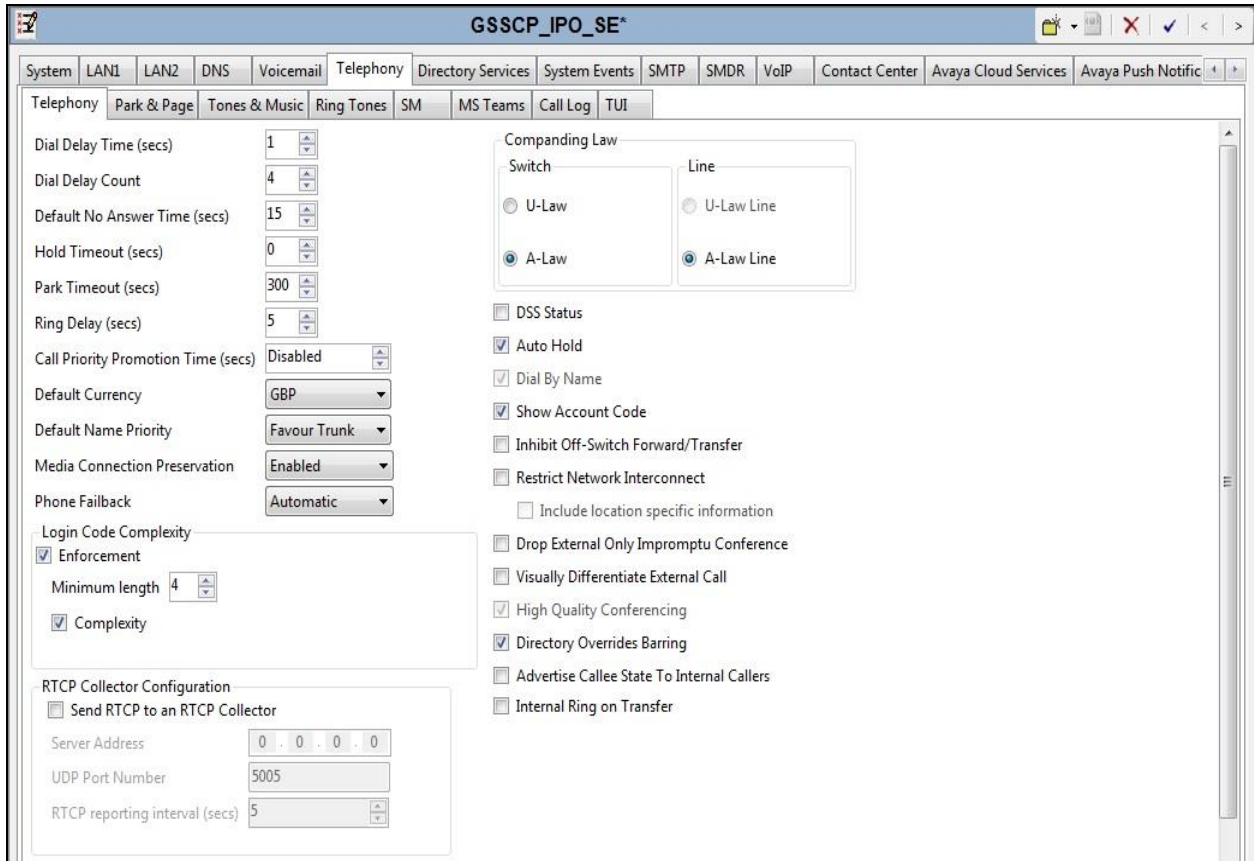 GSSCP_IPO_SE*
System LAN1 LAN2 DNS Voicemail Telephony Directory Services System Events SMTP SMDR VoIP Contact Center Avaya Cloud Services Avaya Push Notific
Telephony Park & Page Tones & Music Ring Tones SM MS Teams Call Log TUI
Dial Delay Time (secs) 1
Dial Delay Count 4
Default No Answer Time (secs) 15
Hold Timeout (secs) 0
Park Timeout (secs) 300
Ring Delay (secs) 5
Call Priority Promotion Time (secs) Disabled
Default Currency GBP
Default Name Priority Favour Trunk
Media Connection Preservation Enabled
Phone Failback Automatic
Login Code Complexity
Enforcement
Minimum length 4
Complexity
RTCP Collector Configuration
Send RTCP to an RTCP Collector
Server Address 0 . 0 . 0 . 0
UDP Port Number 5005
RTCP reporting interval (secs) 5
Companding Law
Switch Line
U-Law U-Law Line
A-Law A-Law Line
DSS Status
Auto Hold
Dial By Name
Show Account Code
Inhibit Off-Switch Forward/Transfer
Restrict Network Interconnect
Include location specific information
Drop External Only Impromptu Conference
Visually Differentiate External Call
High Quality Conferencing
Directory Overrides Barring
Advertise Callee State To Internal Callers
Internal Ring on Transfer